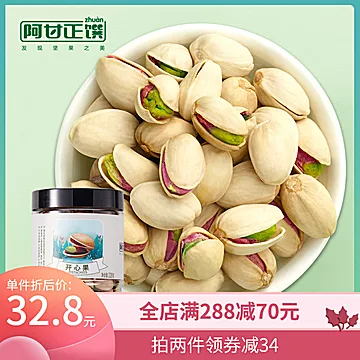 zhuàn
阿甘正馔
发现坚果之美
开心果
单件折后价:
32.8元
全店满288减70元
拍两件领券减34